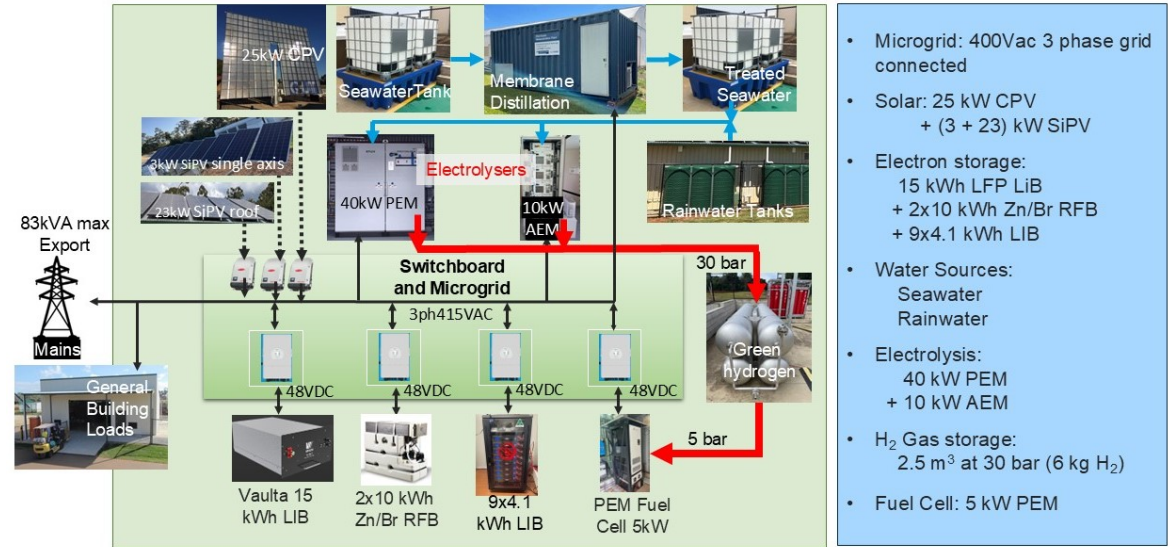 25kW CPV
SeawaterTank
Membrane
Distillation
Treated
Seawater
3kW SiPV single axis
23kW SiPV roof
Electrolysers
40kW PEM
10kW
AEM
Rainwater Tanks
83kVA max
Export
Mains
Switchboard
and Microgrid
3ph415VAC
30 bar
Green
hydrogen
General
Building
Loads
48VDC
48VDC
48VDC
48VDC
5 bar
Vaulta 15
kWh LIB
2x10 kWh
Zn/Br RFB
9x4.1
kWh LIB
PEM Fuel
Cell 5kW
• Microgrid: 400Vac 3 phase grid
connected
• Solar: 25 kW CPV
+ (3 + 23) kW SiPV
• Electron storage:
15 kWh LFP LiB
+ 2x10 kWh Zn/Br RFB
+ 9x4.1 kWh LIB
• Water Sources:
Seawater
Rainwater
• Electrolysis:
40 kW PEM
+ 10 kW AEM
• H₂ Gas storage:
2.5 m³ at 30 bar (6 kg H₂)
• Fuel Cell: 5 kW PEM